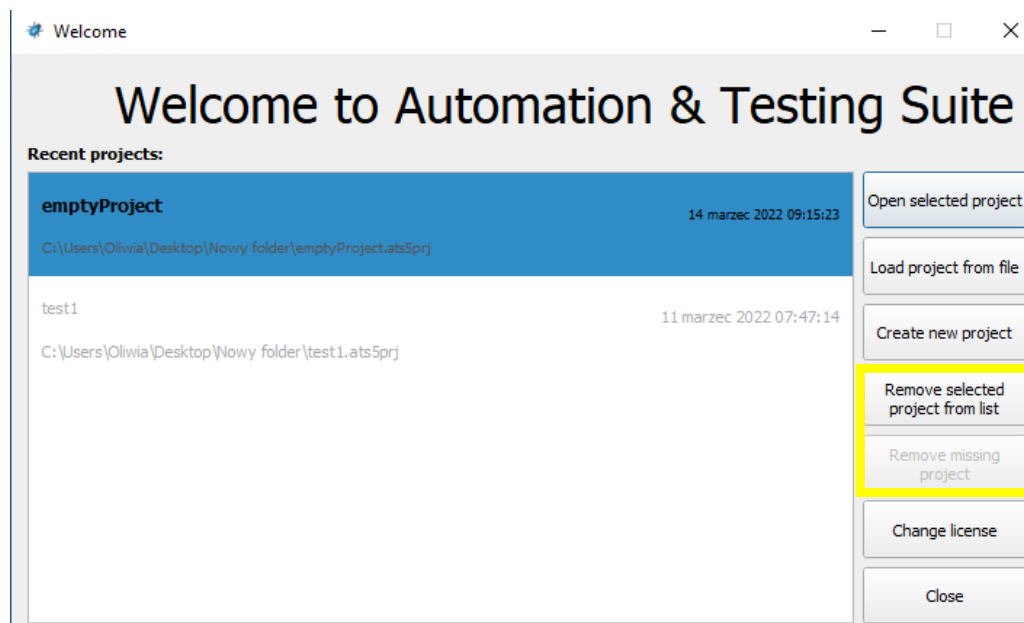 Welcome
Welcome to Automation & Testing Suite
Recent projects:
emptyProject
14 marzec 2022 09:15:23
C:\Users\Oliwia\Desktop\Nowy folder\emptyProject.ats5prj
test1
11 marzec 2022 07:47:14
C:\Users\Oliwia\Desktop\Nowy folder\test1.ats5prj
Open selected project
Load project from file
Create new project
Remove selected
project from list
Remove missing
project
Change license
Close